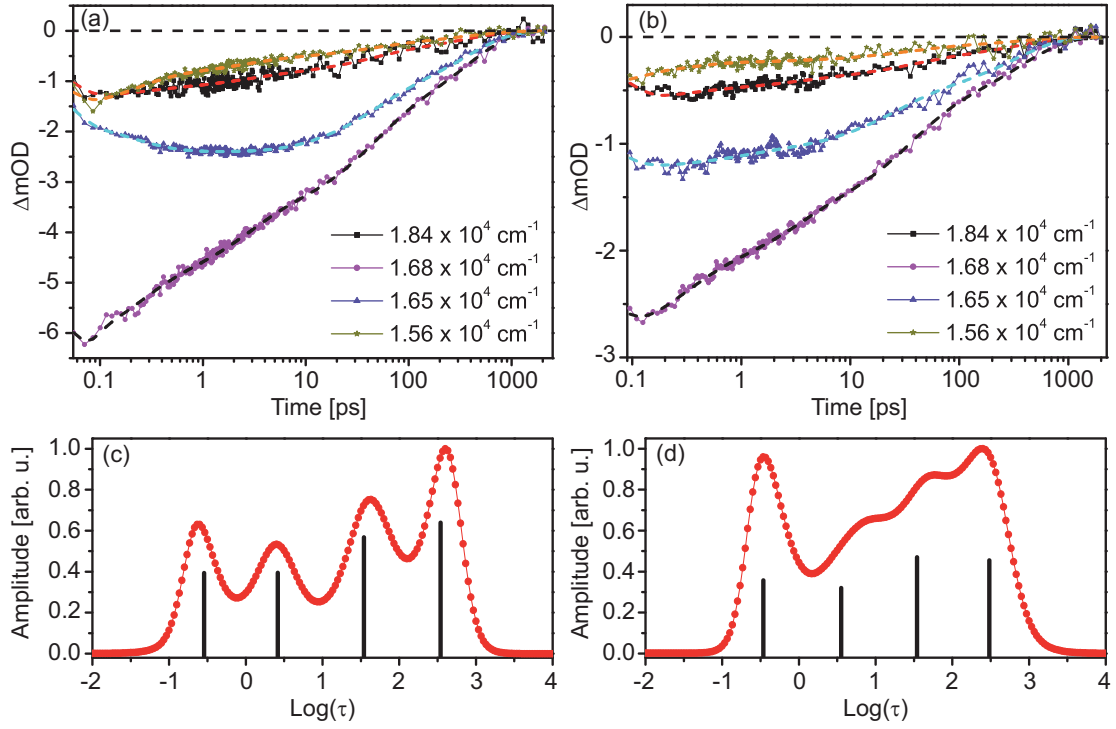 (a)
0
-1
-2
-3
-4
-5
-6
ΔmOD
1.84 x 10⁴ cm⁻¹
1.68 x 10⁴ cm⁻¹
1.65 x 10⁴ cm⁻¹
1.56 x 10⁴ cm⁻¹
0.1 1 10 100 1000
Time [ps]
(b)
0
-1
-2
-3
ΔmOD
1.84 x 10⁴ cm⁻¹
1.68 x 10⁴ cm⁻¹
1.65 x 10⁴ cm⁻¹
1.56 x 10⁴ cm⁻¹
0.1 1 10 100 1000
Time [ps]
(c)
1.0
0.8
0.6
0.4
0.2
0.0
Amplitude [arb. u.]
-2 -1 0 1 2 3 4
Log(τ)
(d)
1.0
0.8
0.6
0.4
0.2
0.0
Amplitude [arb. u.]
-2 -1 0 1 2 3 4
Log(τ)